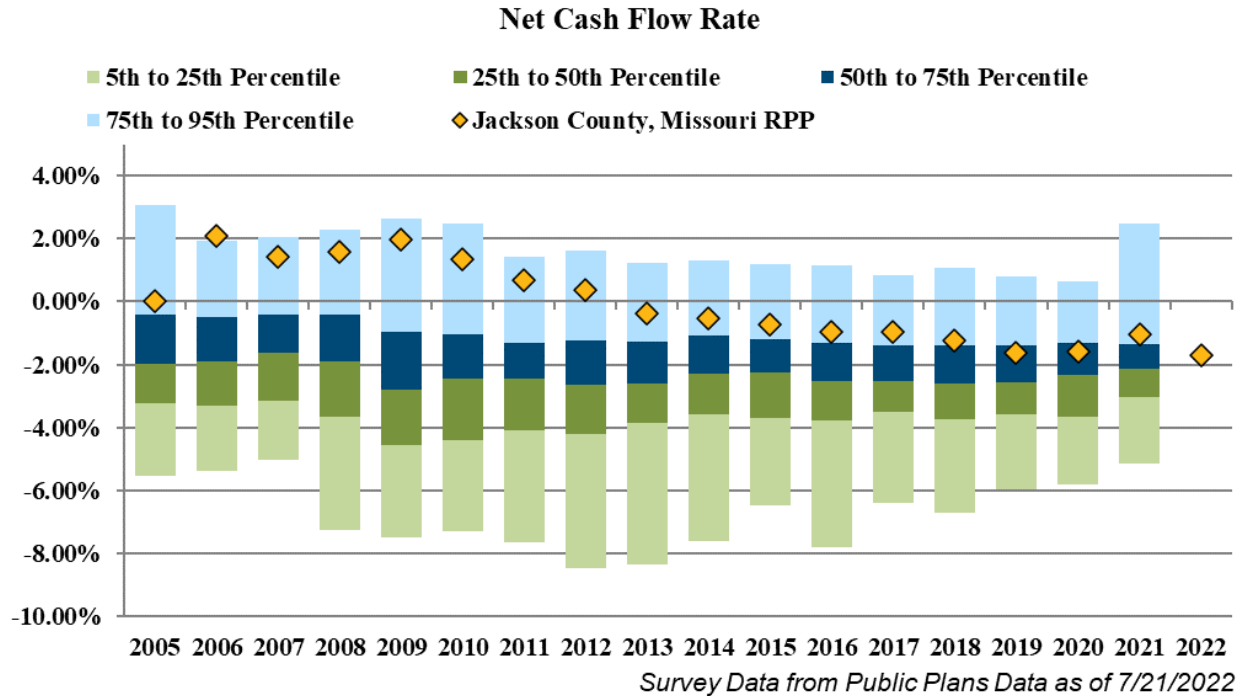 Net Cash Flow Rate
5th to 25th Percentile 25th to 50th Percentile 50th to 75th Percentile
75th to 95th Percentile Jackson County, Missouri RPP
4.00%
2.00%
0.00%
-2.00%
-4.00%
-6.00%
-8.00%
-10.00%
2005 2006 2007 2008 2009 2010 2011 2012 2013 2014 2015 2016 2017 2018 2019 2020 2021 2022
Survey Data from Public Plans Data as of 7/21/2022